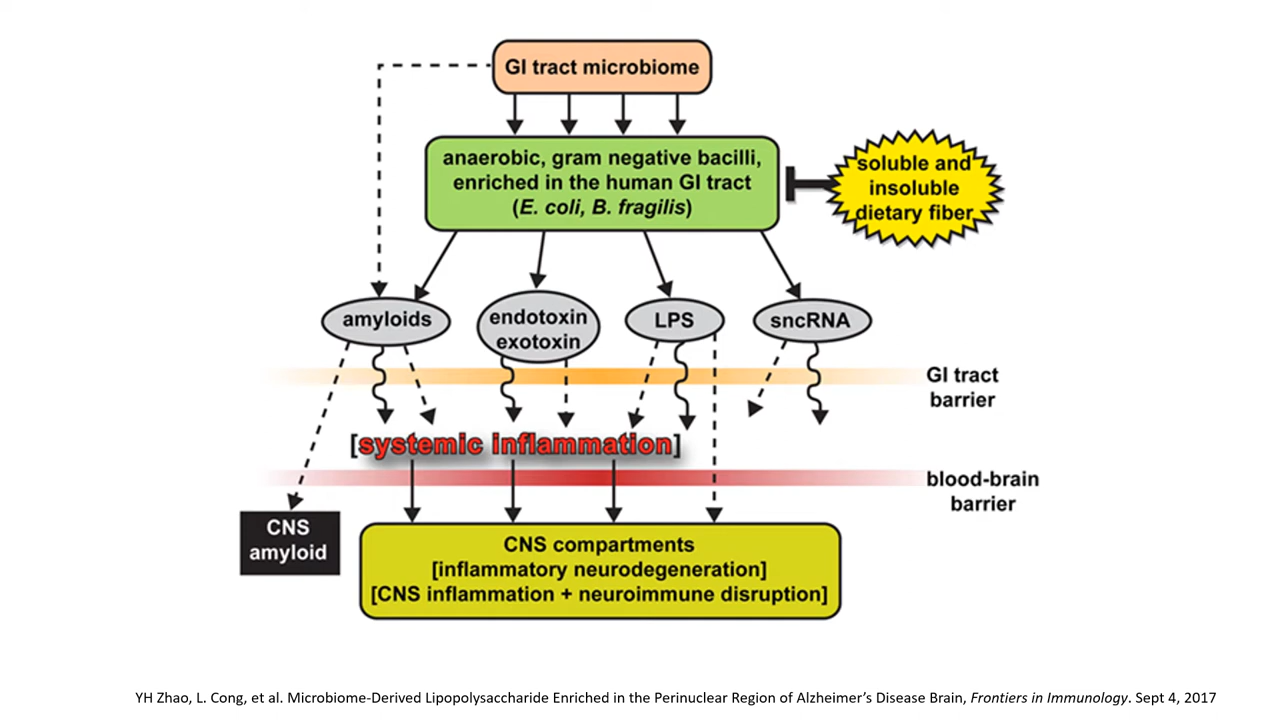 GI tract microbiome
anaerobic, gram negative bacilli,
enriched in the human GI tract
(E. coli, B. fragilis)
soluble and
insoluble
dietary fiber
amyloids
endotoxin
exotoxin
LPS
sncRNA
GI tract
barrier
[systemic inflammation]
blood-brain
barrier
CNS
amyloid
CNS compartments
[inflammatory neurodegeneration]
[CNS inflammation + neuroimmune disruption]
YH Zhao, L. Cong, et al. Microbiome-Derived Lipopolysaccharide Enriched in the Perinuclear Region of Alzheimer’s Disease Brain, Frontiers in Immunology. Sept 4, 2017